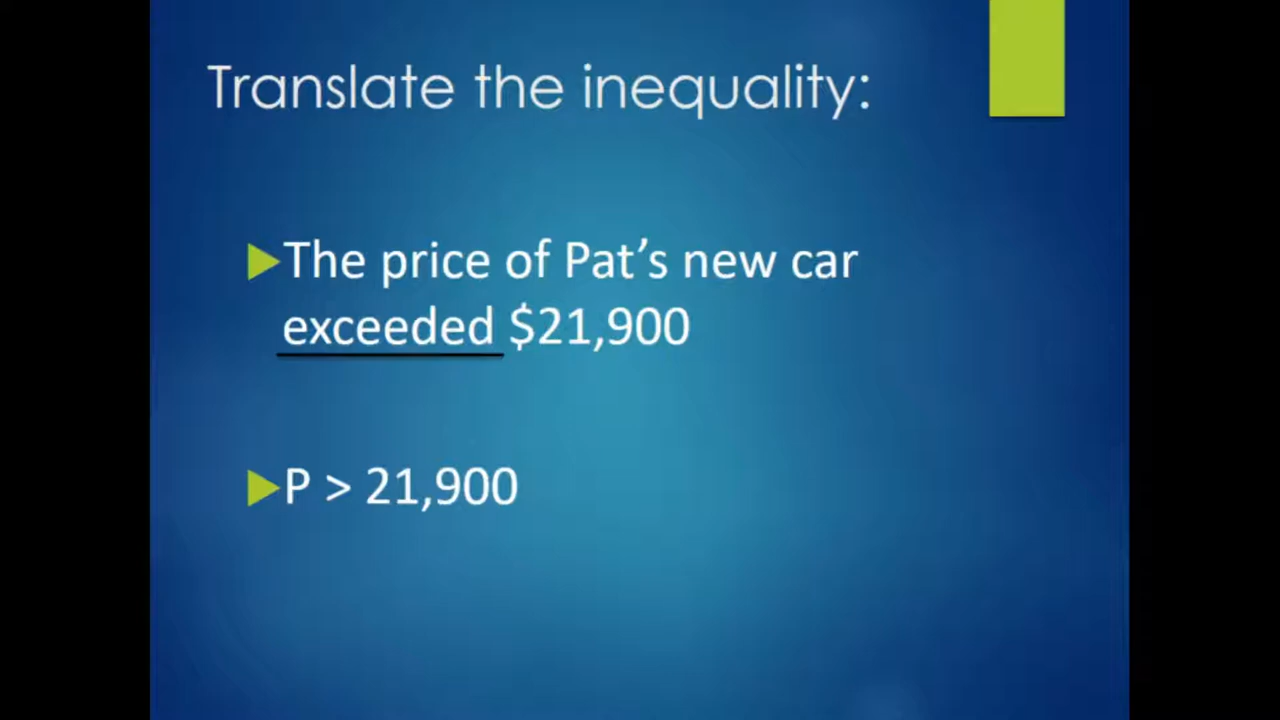 Translate the inequality:
The price of Pat’s new car
exceeded $21,900
P > 21,900